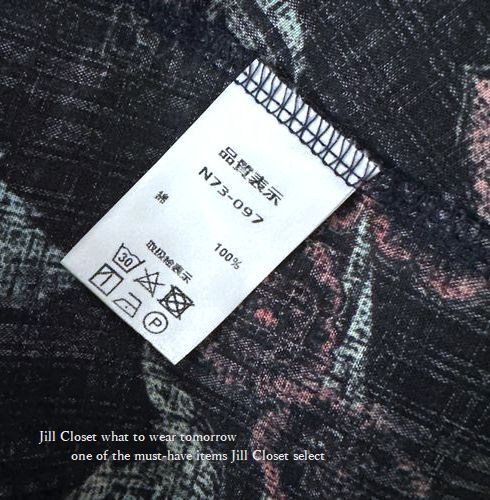 品質表示
N73-097
綿 100%
取扱絵表示
30
P
Jill Closet what to wear tomorrow
one of the must-have items Jill Closet select